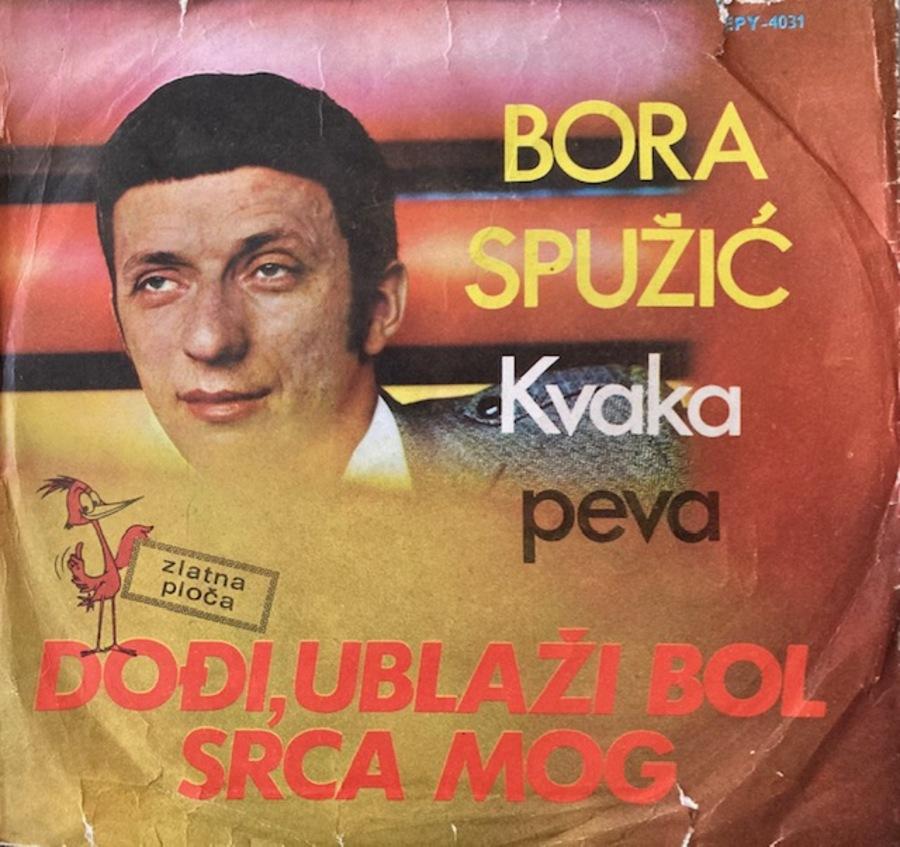 EPY-4031
BORA
SPUŽIĆ
Kvaka
peva
zlatna
ploča
DOĐI, UBLAŽI BOL
SRCA MOG